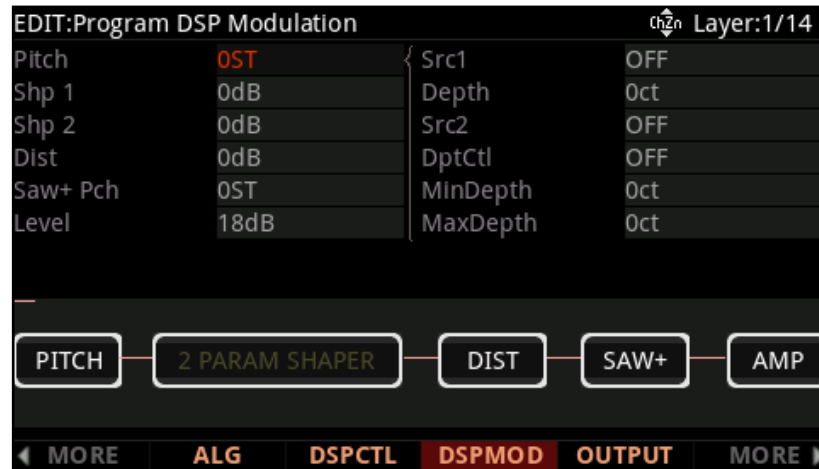 EDIT:Program DSP Modulation ChZn Layer:1/14
Pitch 0ST Src1 OFF
Shp 1 0dB Depth 0ct
Shp 2 0dB Src2 OFF
Dist 0dB DptCtl OFF
Saw+ Pch 0ST MinDepth 0ct
Level 18dB MaxDepth 0ct
PITCH 2 PARAM SHAPER DIST SAW+ AMP
MORE ALG DSPCTL DSPMOD OUTPUT MORE